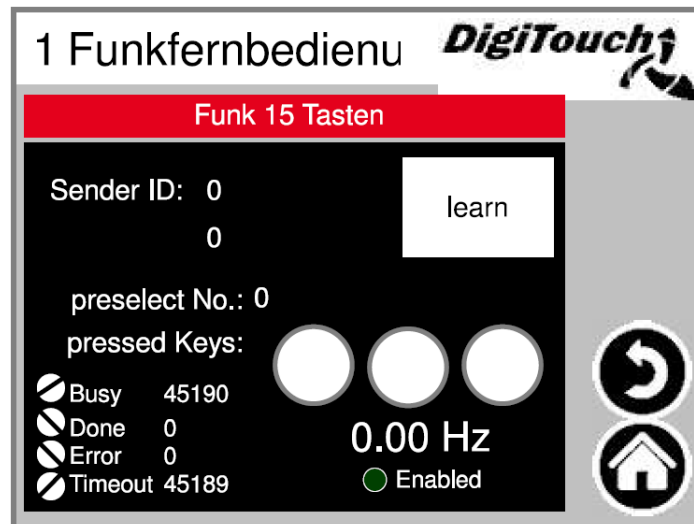 1 Funkfernbedienu
DigiTouch
Funk 15 Tasten
Sender ID: 0
learn
0
preselect No.: 0
pressed Keys:
Busy 45190
Done 0
Error 0
Timeout 45189
0.00 Hz
Enabled